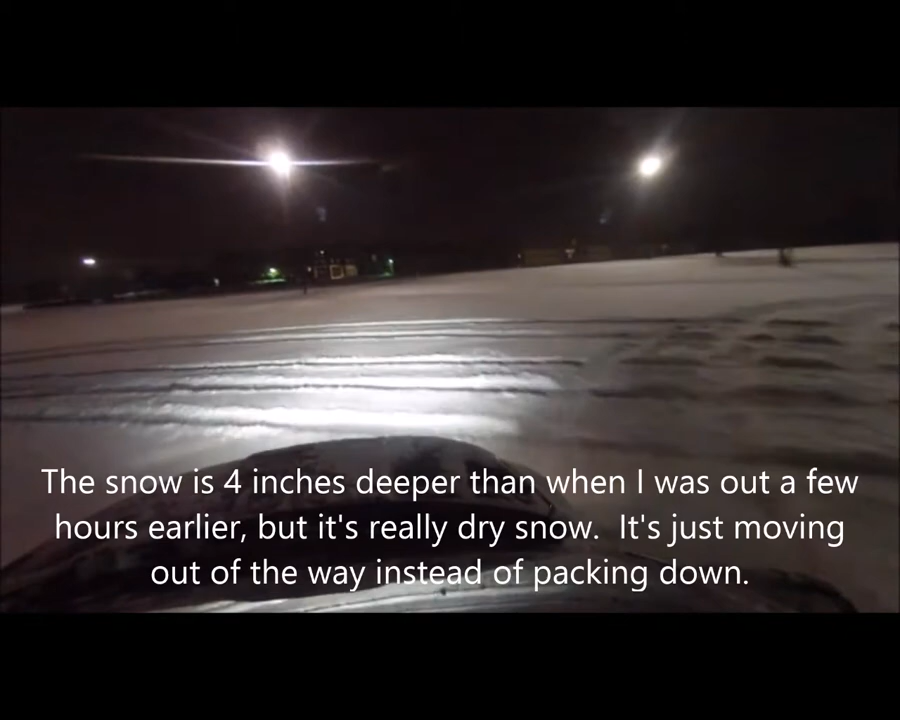 The snow is 4 inches deeper than when I was out a few
hours earlier, but it's really dry snow.  It's just moving
out of the way instead of packing down.